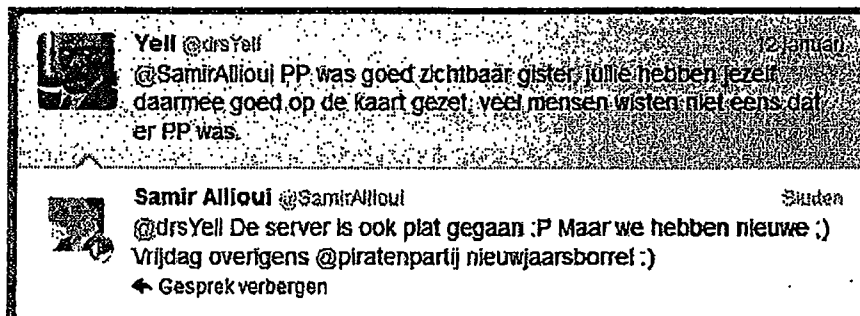 Yell @drsYell 12 januari
@SamirAllioui PP was goed zichtbaar gister, jullie hebben jezelf
daarmee goed op de kaart gezet, veel mensen wisten niet eens dat
er PP was.
Samir Allioui @SamirAllioui Sluiten
@drsYell De server is ook plat gegaan :P Maar we hebben nieuwe ;)
Vrijdag overigens @piratenpartij nieuwjaarsborrel :)
Gesprek verbergen